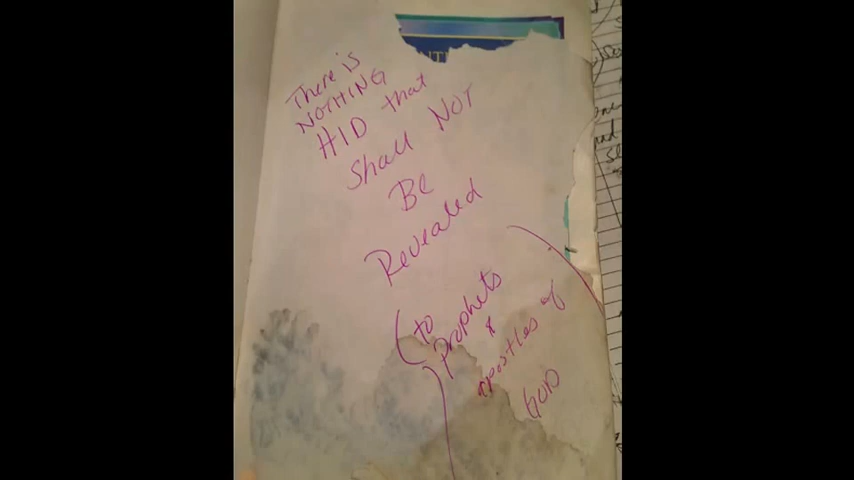 There is
NOTHING
HID that
Shall NOT
Be
Revealed
(to
Prophets
&
apostles of
GOD